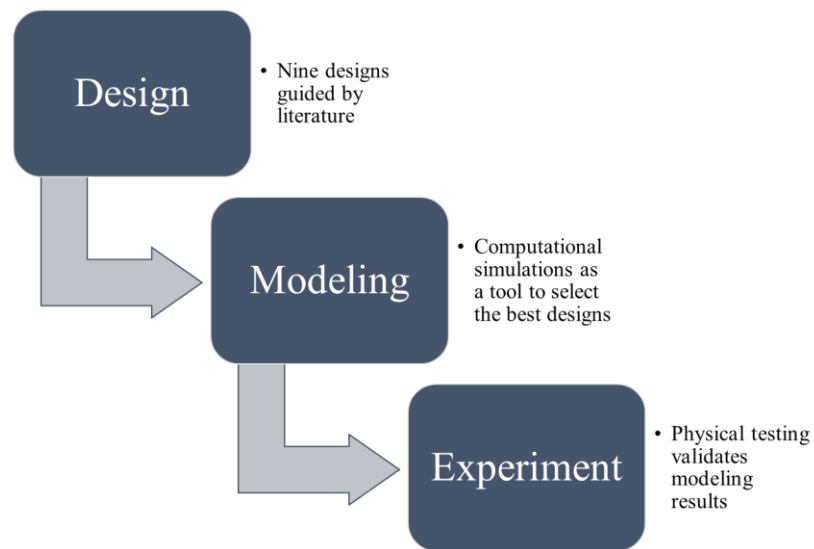 Design
• Nine designs
guided by
literature
Modeling
• Computational
simulations as
a tool to select
the best designs
Experiment
• Physical testing
validates
modeling
results